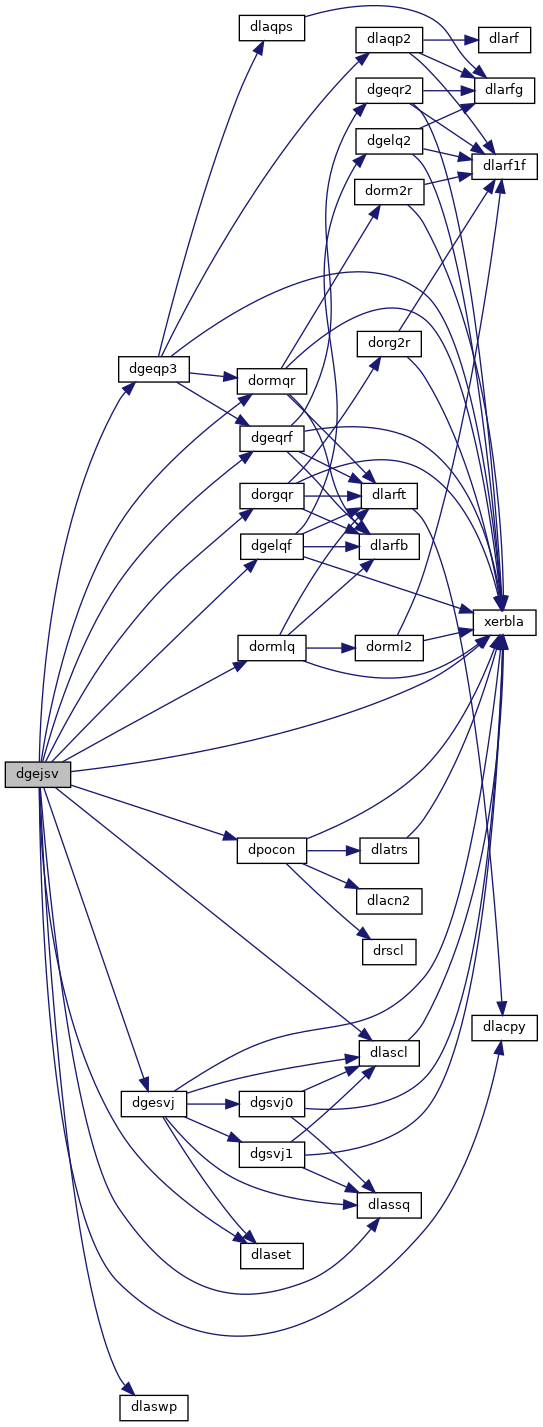 dlaqps
dlaqp2
dlarf
dgeqr2
dlarfg
dgelq2
dlarf1f
dorm2r
dorg2r
dgeqp3
dormqr
dgeqrf
dorgqr
dlarft
dgelqf
dlarfb
xerbla
dormlq
dorml2
dgejsv
dpocon
dlatrs
dlacn2
drscl
dlacpy
dlascl
dgesvj
dgsvj0
dgsvj1
dlassq
dlaset
dlaswp